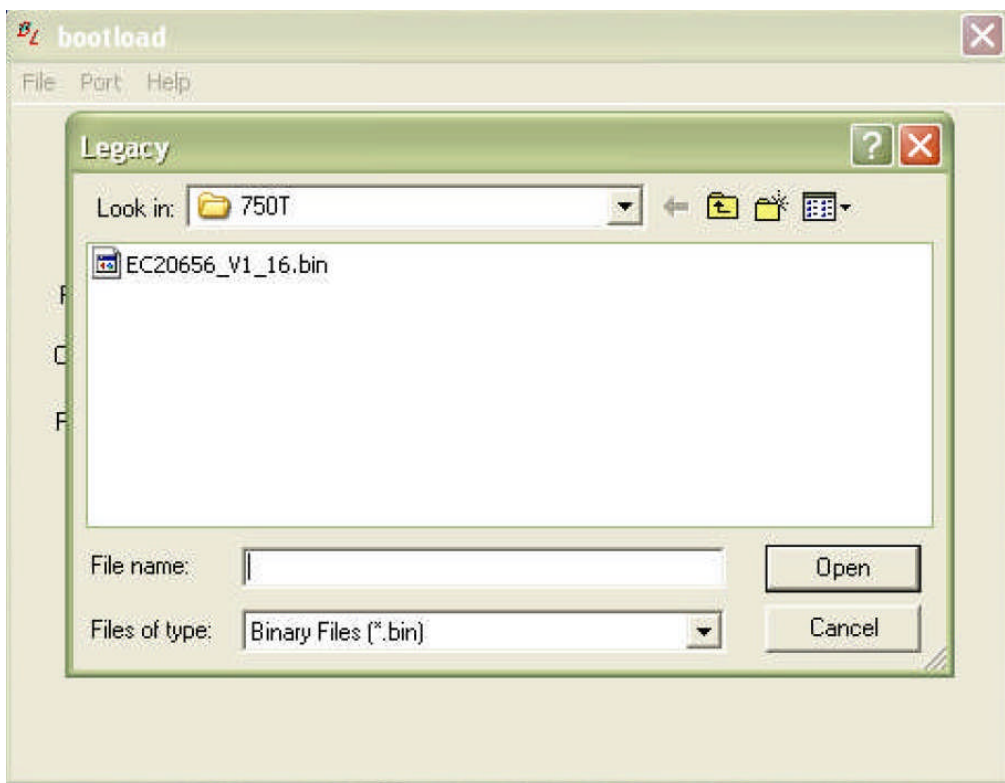 bootload
File Port Help
Legacy
Look in: 750T
EC20656_V1_16.bin
File name:
Open
Files of type: Binary Files (*.bin)
Cancel